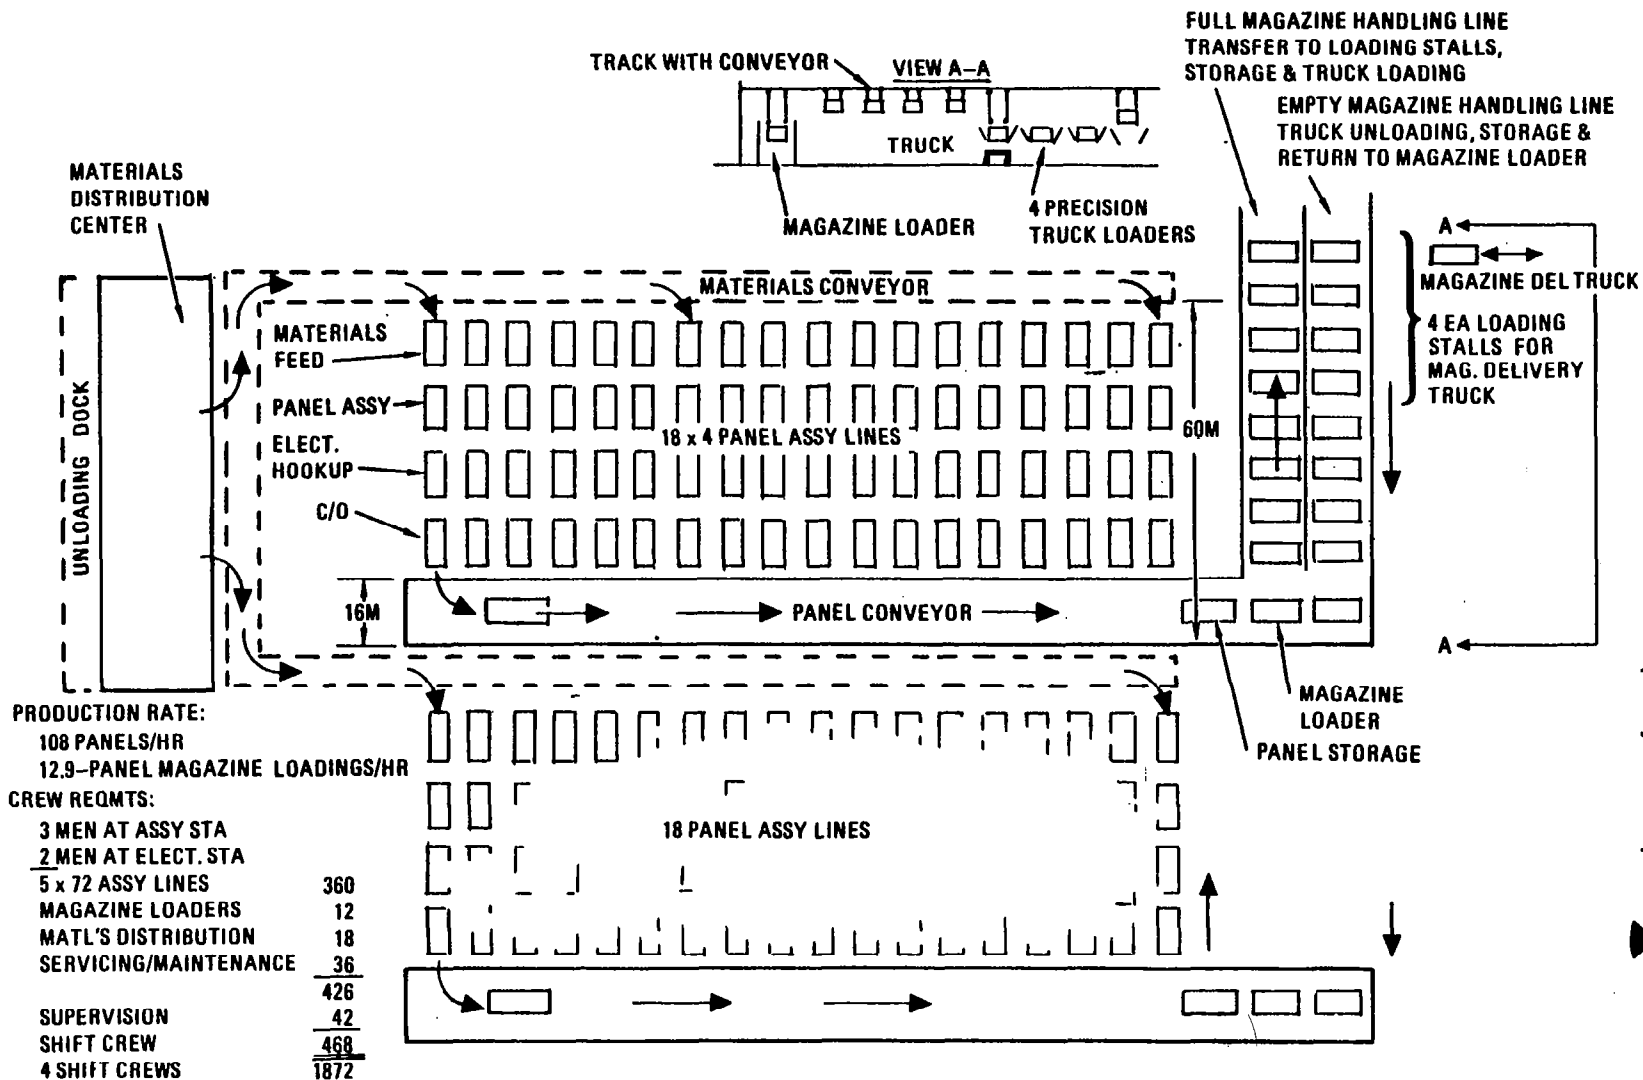 FULL MAGAZINE HANDLING LINE
TRANSFER TO LOADING STALLS,
STORAGE & TRUCK LOADING
TRACK WITH CONVEYOR
VIEW A-A
EMPTY MAGAZINE HANDLING LINE
TRUCK UNLOADING, STORAGE &
RETURN TO MAGAZINE LOADER
TRUCK
MATERIALS
DISTRIBUTION
CENTER
MAGAZINE LOADER
4 PRECISION
TRUCK LOADERS
A
MAGAZINE DEL TRUCK
MATERIALS CONVEYOR
4 EA LOADING
STALLS FOR
MAG. DELIVERY
TRUCK
MATERIALS
FEED
PANEL ASSY
18 x 4 PANEL ASSY LINES
60M
ELECT.
HOOKUP
C/O
UNLOADING DOCK
16M
PANEL CONVEYOR
A
MAGAZINE
LOADER
PANEL STORAGE
PRODUCTION RATE:
108 PANELS/HR
12.9-PANEL MAGAZINE LOADINGS/HR
CREW REQMTS:
3 MEN AT ASSY STA
2 MEN AT ELECT. STA
5 x 72 ASSY LINES 360
MAGAZINE LOADERS 12
MATL'S DISTRIBUTION 18
SERVICING/MAINTENANCE 36
426
SUPERVISION 42
SHIFT CREW 468
4 SHIFT CREWS 1872
18 PANEL ASSY LINES